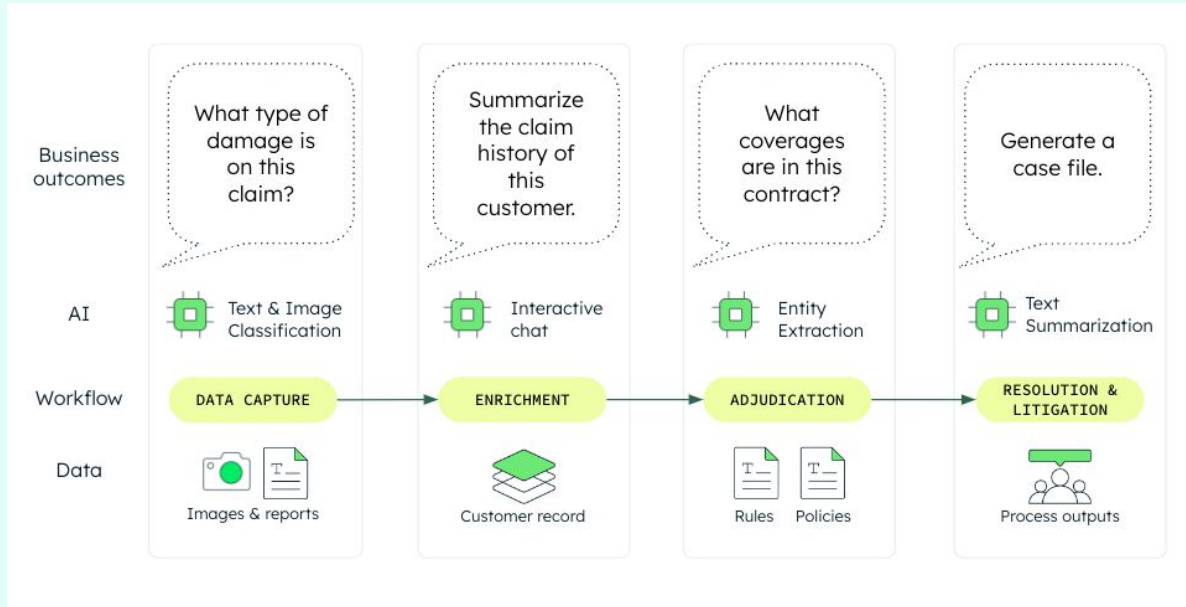 What type of
damage is
on this
claim?
Summarize
the claim
history of
this
customer.
What
coverages
are in this
contract?
Generate a
case file.
Business
outcomes
AI
Text & Image
Classification
Interactive
chat
Entity
Extraction
Text
Summarization
Workflow
DATA CAPTURE
ENRICHMENT
ADJUDICATION
RESOLUTION &
LITIGATION
Data
T
T
T
Images & reports
Customer record
Rules
Policies
Process outputs